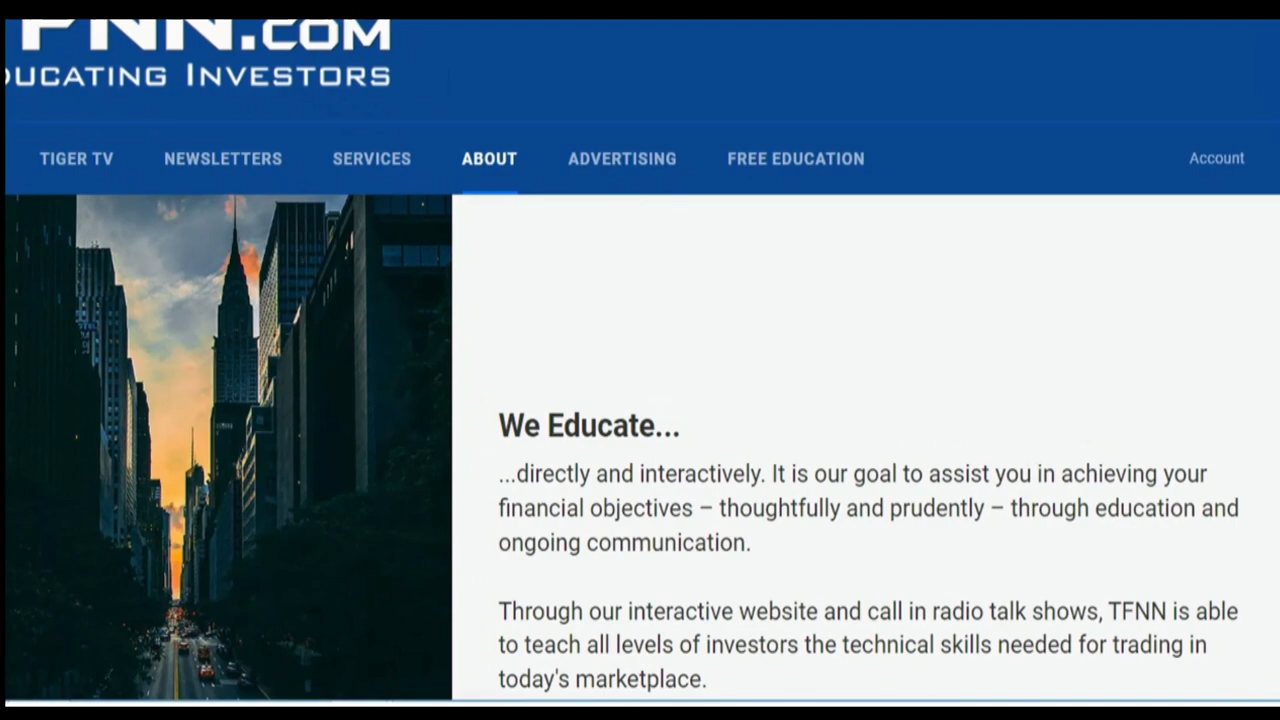 FNN.COM
EDUCATING INVESTORS
TIGER TV NEWSLETTERS SERVICES ABOUT ADVERTISING FREE EDUCATION Account
We Educate...
...directly and interactively. It is our goal to assist you in achieving your
financial objectives – thoughtfully and prudently – through education and
ongoing communication.
Through our interactive website and call in radio talk shows, TFNN is able
to teach all levels of investors the technical skills needed for trading in
today's marketplace.